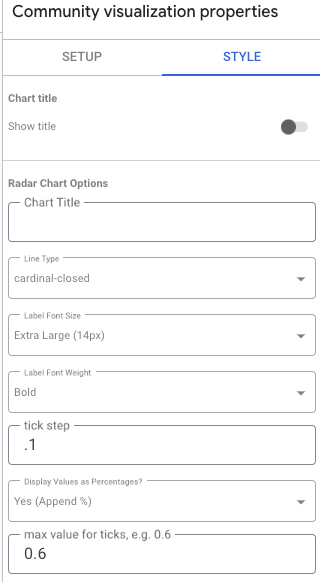 Community visualization properties
SETUP STYLE
Chart title
Show title
Radar Chart Options
Chart Title
Line Type
cardinal-closed
Label Font Size
Extra Large (14px)
Label Font Weight
Bold
tick step
.1
Display Values as Percentages?
Yes (Append %)
max value for ticks, e.g. 0.6
0.6